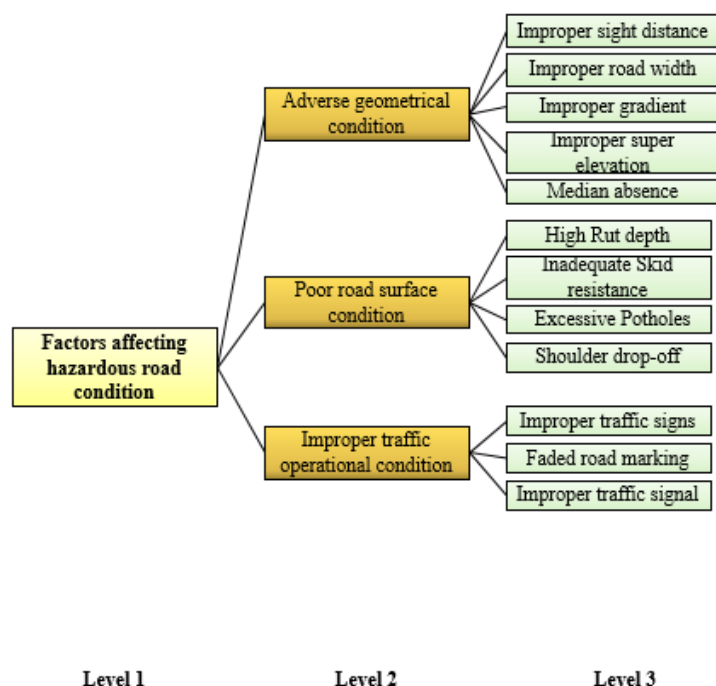 Factors affecting
hazardous road
condition
Adverse geometrical
condition
Poor road surface
condition
Improper traffic
operational condition
Improper sight distance
Improper road width
Improper gradient
Improper super
elevation
Median absence
High Rut depth
Inadequate Skid
resistance
Excessive Potholes
Shoulder drop-off
Improper traffic signs
Faded road marking
Improper traffic signal
Level 1
Level 2
Level 3